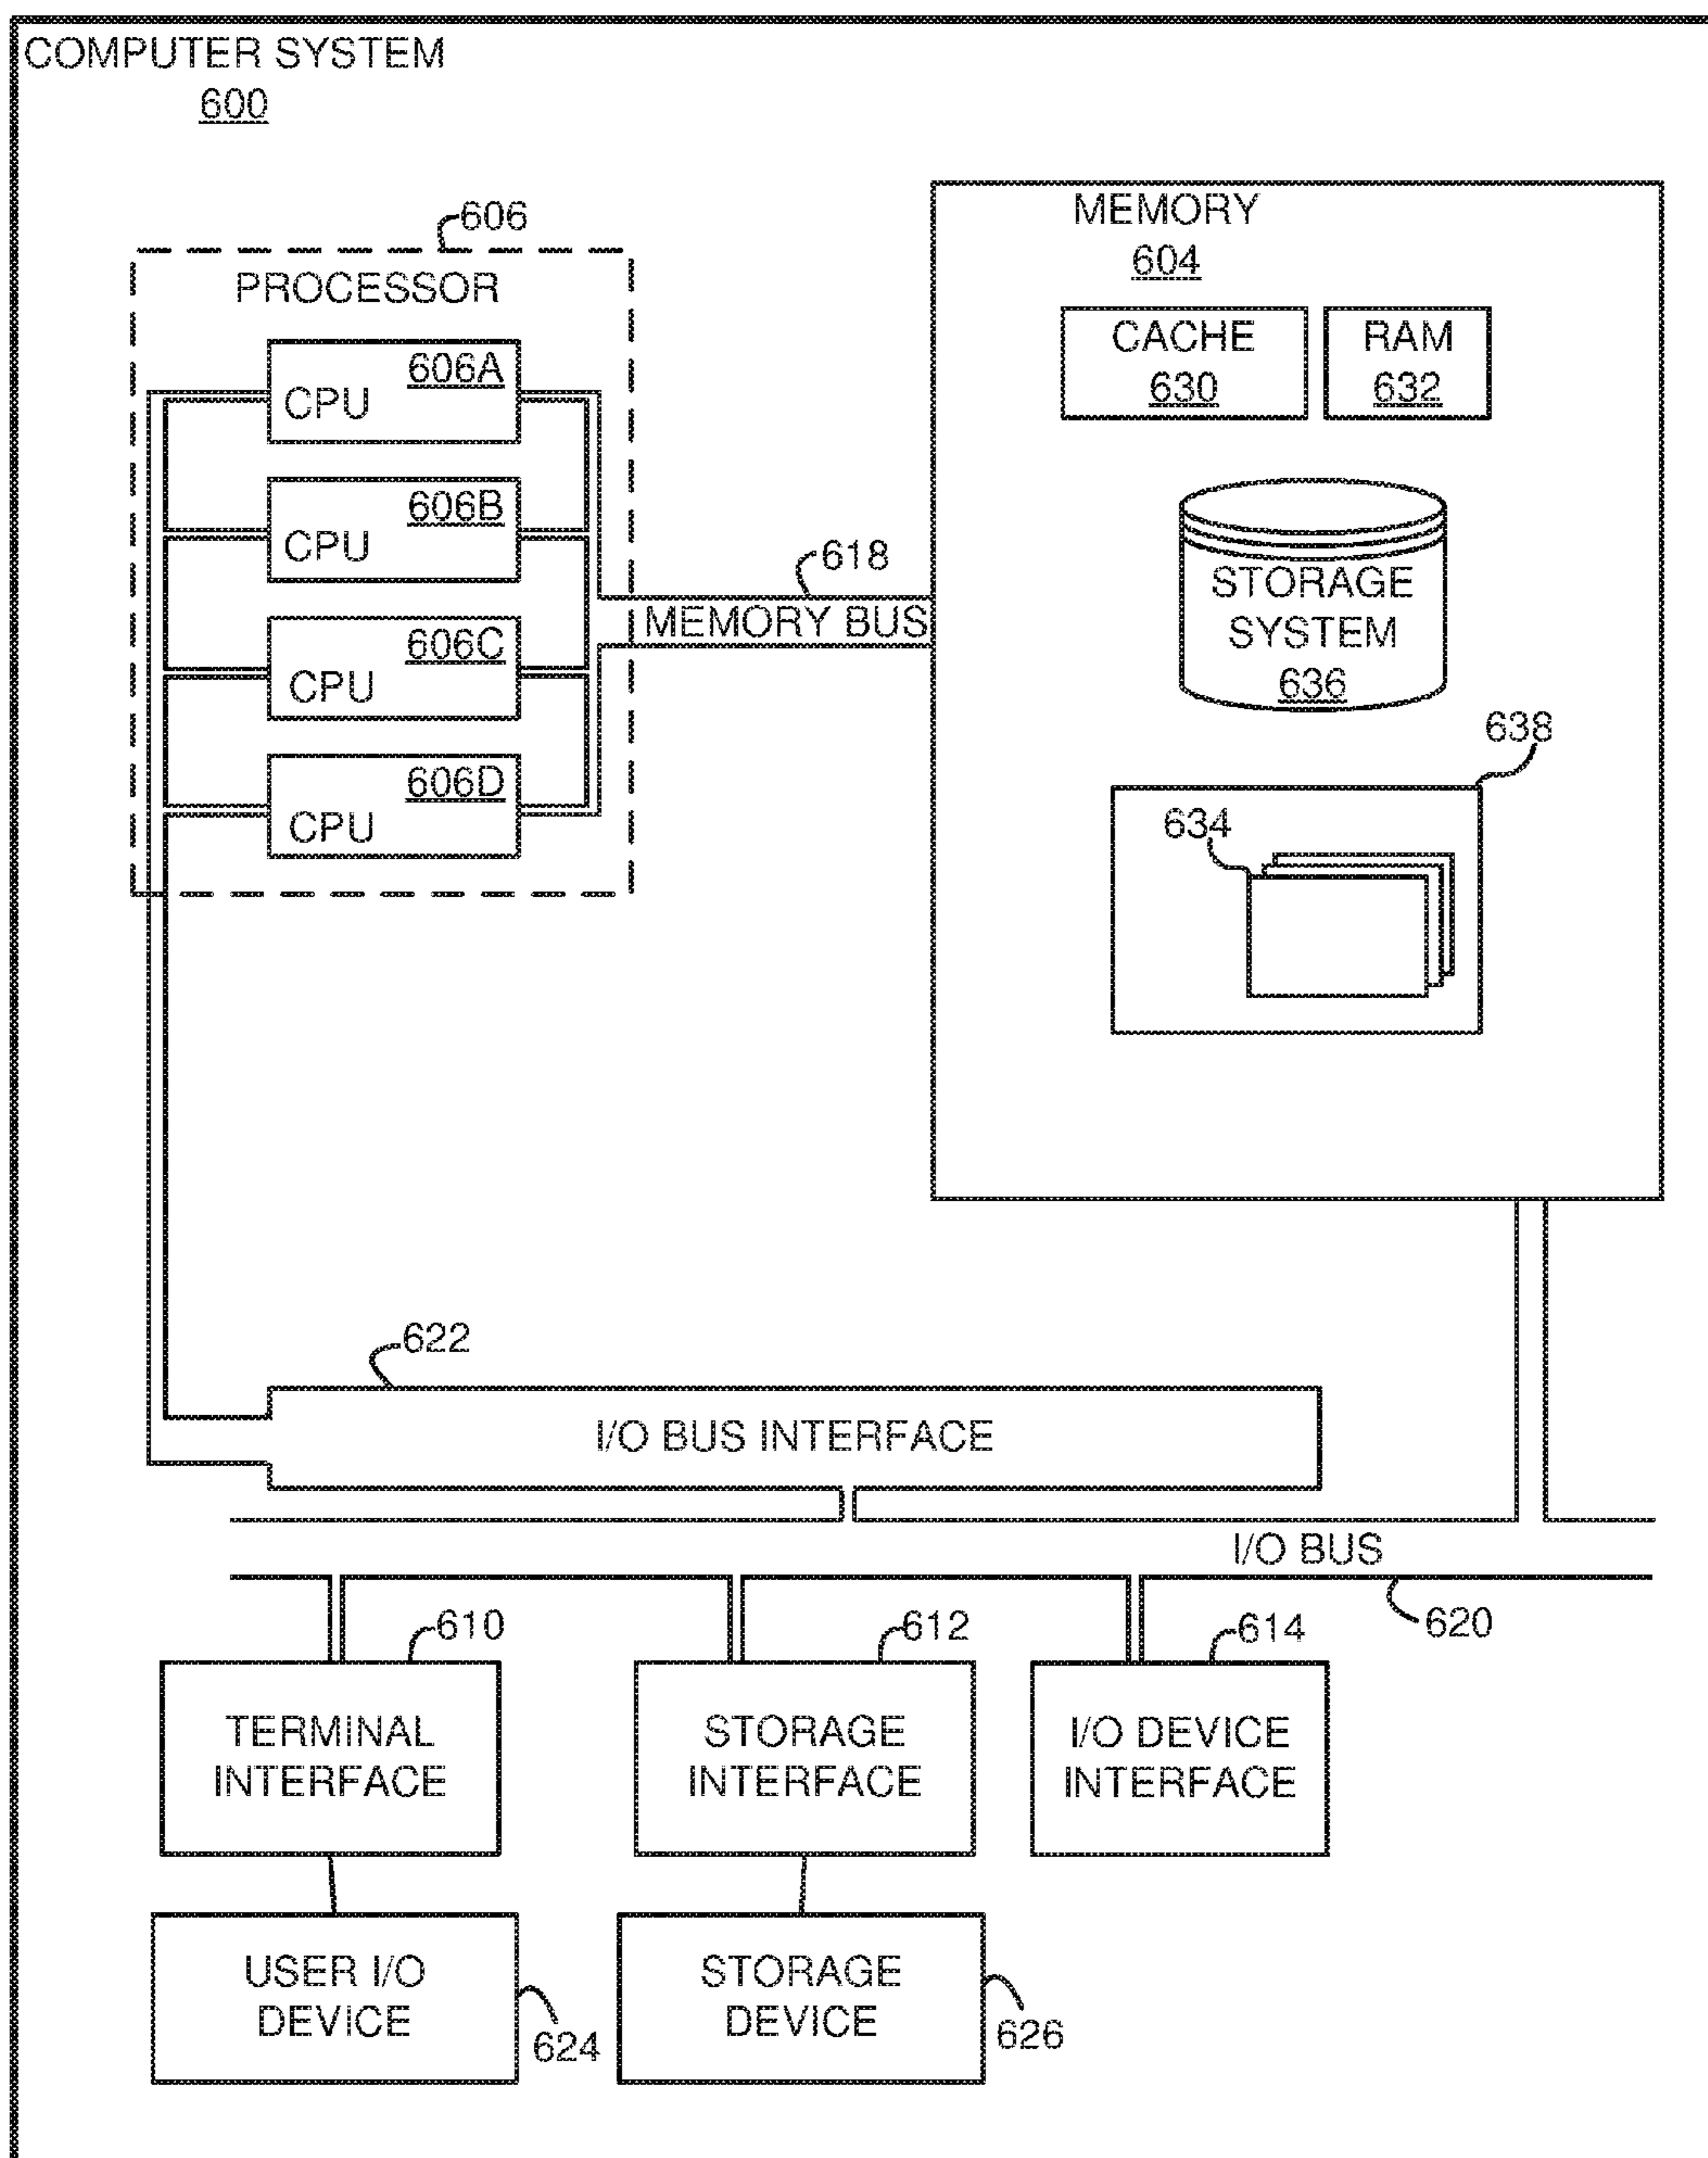 COMPUTER SYSTEM
600
606
PROCESSOR
606A
CPU
606B
CPU
606C
CPU
606D
CPU
618
MEMORY BUS
MEMORY
604
CACHE
630
RAM
632
STORAGE
SYSTEM
636
638
634
622
I/O BUS INTERFACE
I/O BUS
620
610
TERMINAL
INTERFACE
612
STORAGE
INTERFACE
614
I/O DEVICE
INTERFACE
USER I/O
DEVICE
624
STORAGE
DEVICE
626